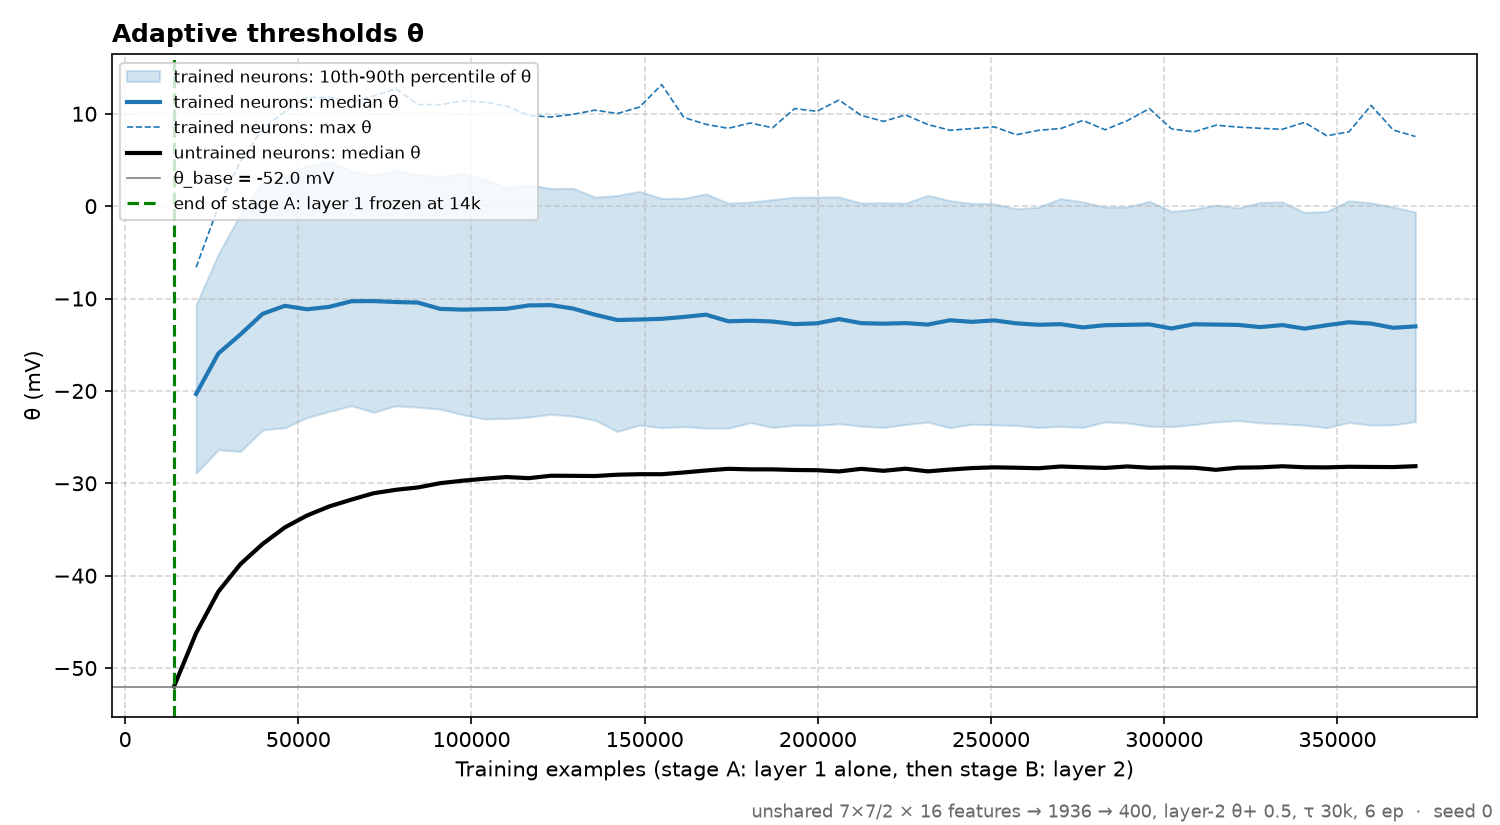 Adaptive thresholds θ
trained neurons: 10th-90th percentile of θ
trained neurons: median θ
trained neurons: max θ
untrained neurons: median θ
θ_base = -52.0 mV
end of stage A: layer 1 frozen at 14k
10
0
−10
−20
−30
−40
−50
θ (mV)
0
50000
100000
150000
200000
250000
300000
350000
Training examples (stage A: layer 1 alone, then stage B: layer 2)
unshared 7×7/2 × 16 features → 1936 → 400, layer-2 θ+ 0.5, τ 30k, 6 ep · seed 0